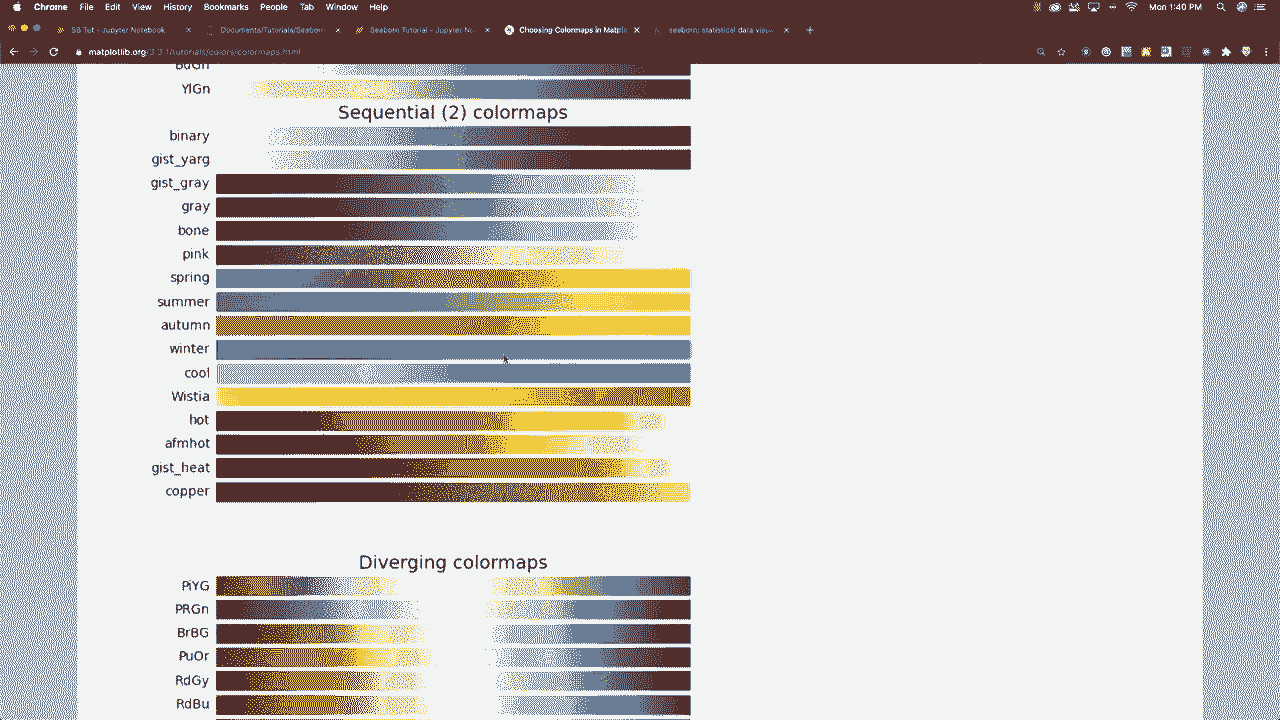 Chrome File Edit View History Bookmarks People Tab Window Help Mon 1:40 PM
SB Tut - Jupyter Notebook Documents/Tutorials/Seabor Seaborn Tutorial - Jupyter No Choosing Colormaps in Matplo seaborn: statistical data visu
matplotlib.org/3.3.1/tutorials/colors/colormaps.html
BuGn
YlGn
Sequential (2) colormaps
binary
gist_yarg
gist_gray
gray
bone
pink
spring
summer
autumn
winter
cool
Wistia
hot
afmhot
gist_heat
copper
Diverging colormaps
PiYG
PRGn
BrBG
PuOr
RdGy
RdBu